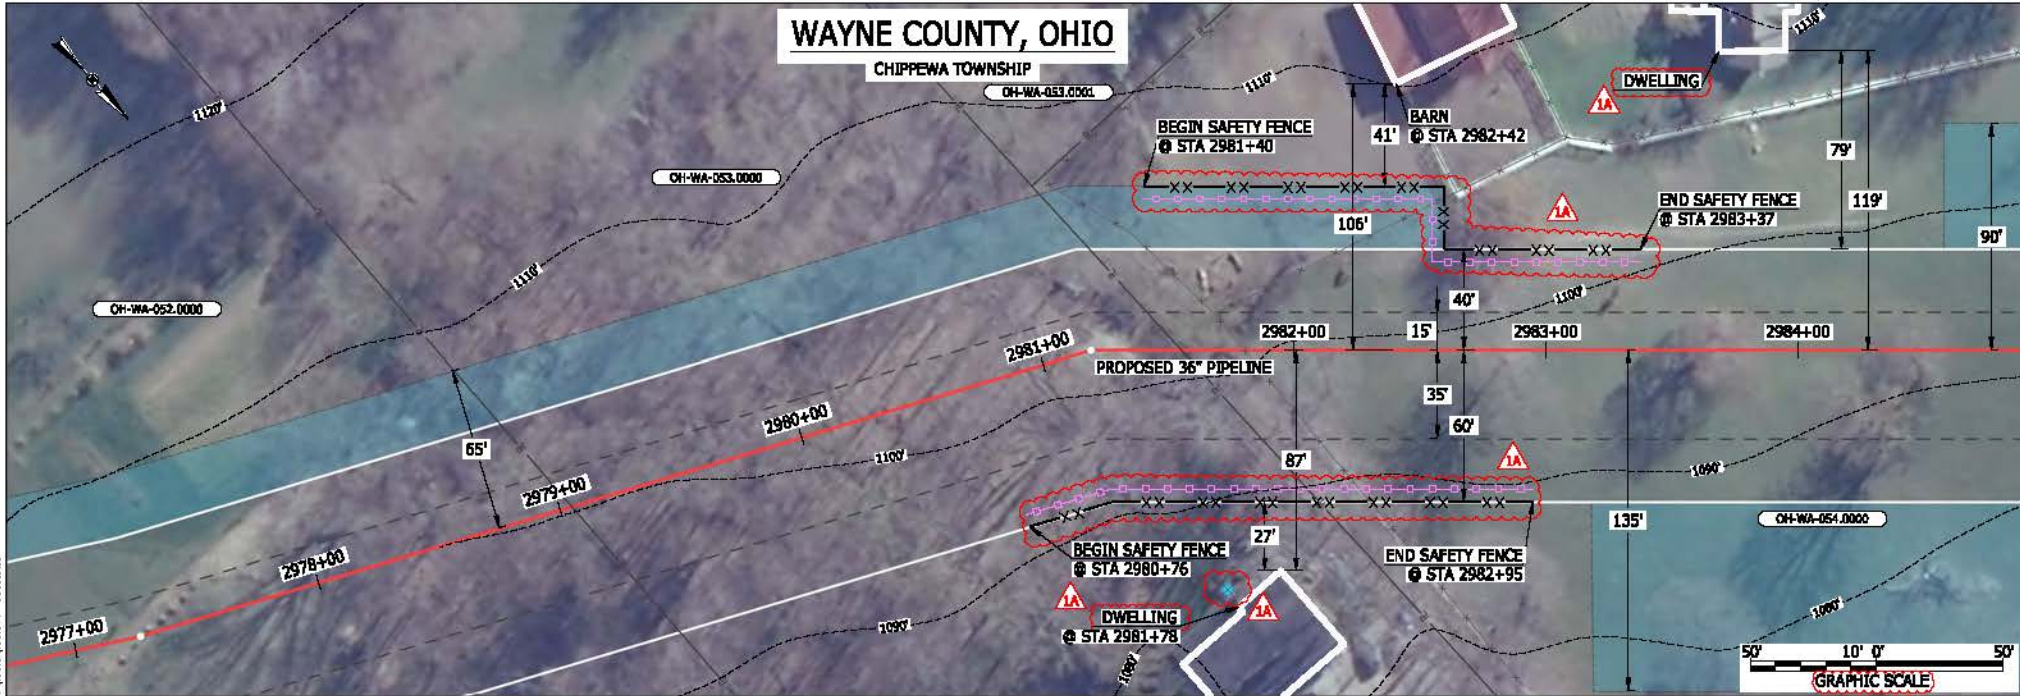 WAYNE COUNTY, OHIO
CHIPPEWA TOWNSHIP
OH-WA-053.0001
OH-WA-053.0000
OH-WA-052.0000
OH-WA-054.0000
1120'
1110'
1110'
1110'
1110'
BEGIN SAFETY FENCE
@ STA 2981+40
41'
BARN
@ STA 2982+42
DWELLING
1A
79'
119'
90'
106'
1A
END SAFETY FENCE
@ STA 2983+37
40'
15'
1100'
2982+00
2983+00
2984+00
PROPOSED 36" PIPELINE
2981+00
2980+00
2979+00
2978+00
2977+00
65'
1100'
35'
60'
87'
1A
1090'
135'
27'
BEGIN SAFETY FENCE
@ STA 2980+76
END SAFETY FENCE
@ STA 2982+95
1A
DWELLING
@ STA 2981+78
1A
1090'
1080'
1080'
50' 10' 0' 50'
GRAPHIC SCALE